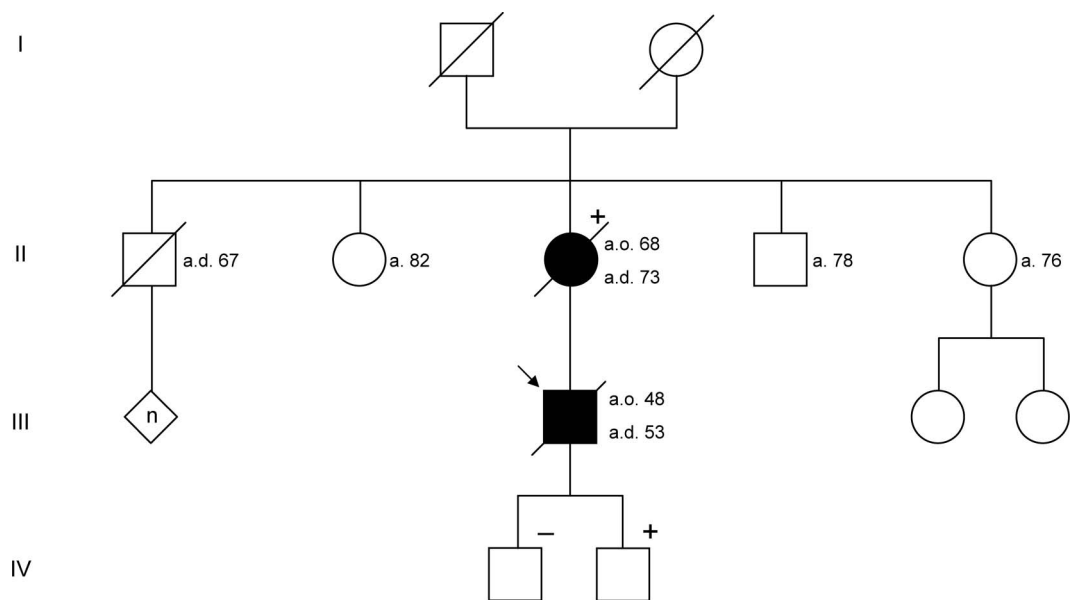 I
II
a.d. 67
a. 82
+
a.o. 68
a.d. 73
a. 78
a. 76
III
n
a.o. 48
a.d. 53
IV
–
+